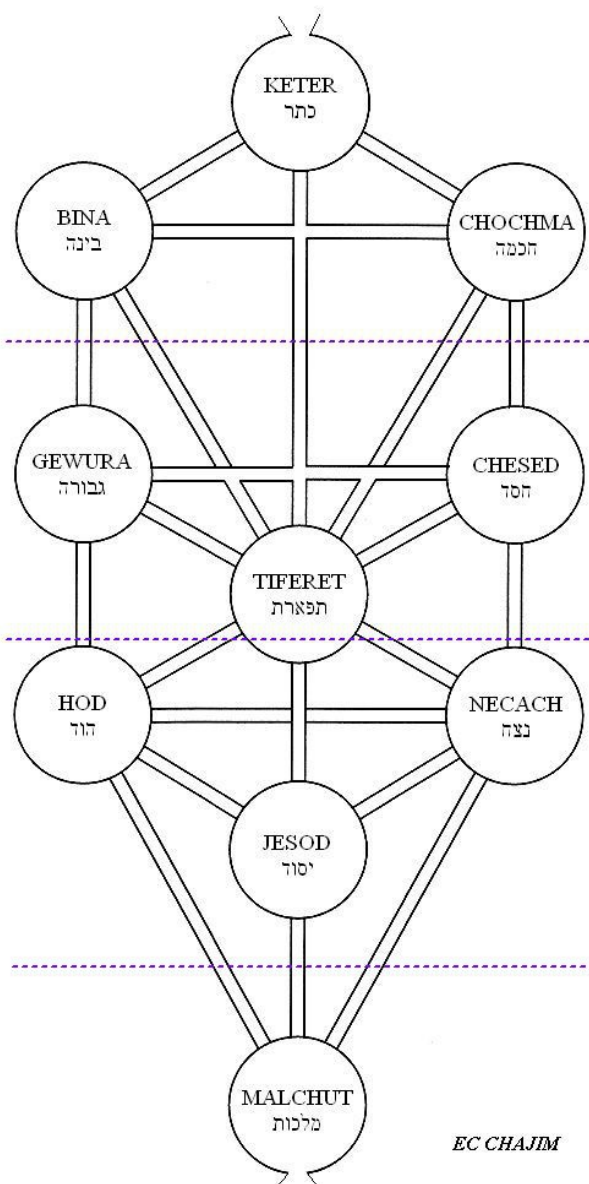 KETER
כתר
BINA
בינה
CHOCHMA
חכמה
GEWURA
גבורה
CHESED
חסד
TIFERET
תפארת
HOD
הוד
NECACH
נצח
JESOD
יסוד
MALCHUT
מלכות
EC CHAJIM